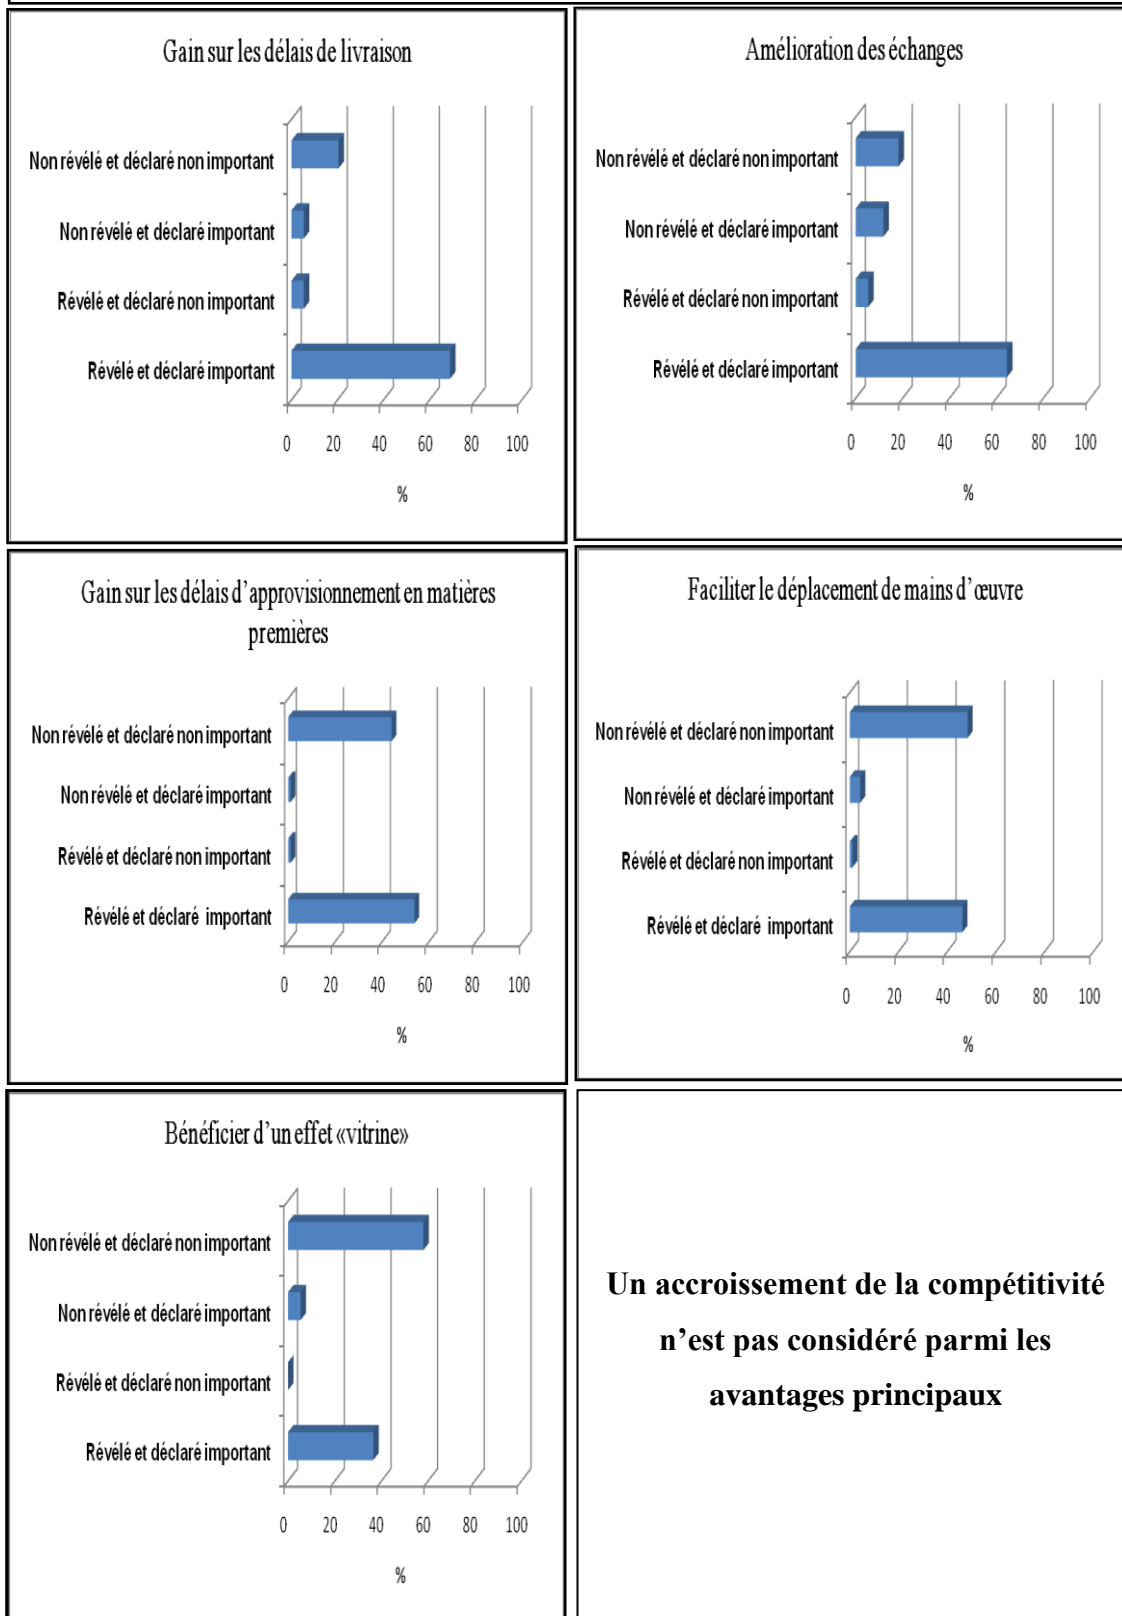 Gain sur les délais de livraison
Non révélé et déclaré non important
Non révélé et déclaré important
Révélé et déclaré non important
Révélé et déclaré important
0 20 40 60 80 100
%
Amélioration des échanges
Non révélé et déclaré non important
Non révélé et déclaré important
Révélé et déclaré non important
Révélé et déclaré important
0 20 40 60 80 100
%
Gain sur les délais d’approvisionnement en matières
premières
Non révélé et déclaré non important
Non révélé et déclaré important
Révélé et déclaré non important
Révélé et déclaré important
0 20 40 60 80 100
%
Faciliter le déplacement de mains d’œuvre
Non révélé et déclaré non important
Non révélé et déclaré important
Révélé et déclaré non important
Révélé et déclaré important
0 20 40 60 80 100
%
Bénéficier d’un effet «vitrine»
Non révélé et déclaré non important
Non révélé et déclaré important
Révélé et déclaré non important
Révélé et déclaré important
0 20 40 60 80 100
%
Un accroissement de la compétitivité
n’est pas considéré parmi les
avantages principaux